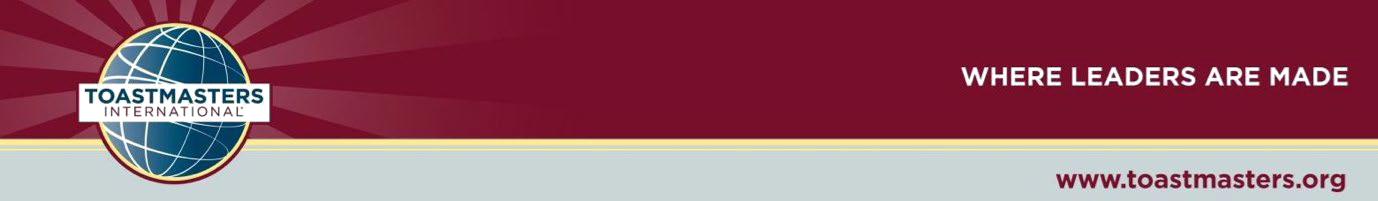 TOASTMASTERS
INTERNATIONAL®
WHERE LEADERS ARE MADE
www.toastmasters.org